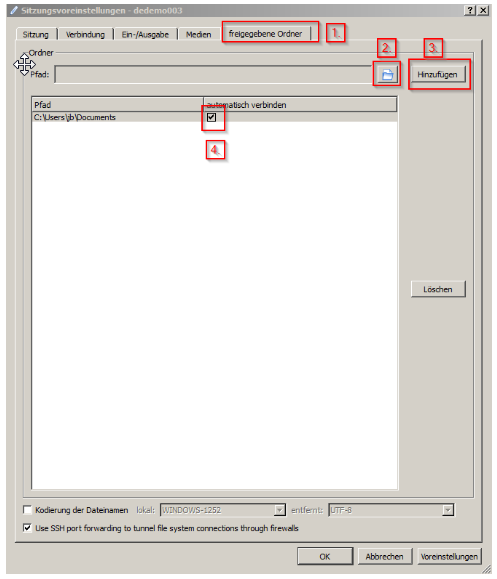 Sitzungsvoreinstellungen - dedemo003
Sitzung Verbindung Ein-/Ausgabe Medien freigegebene Ordner 1.
Ordner 2. 3.
Pfad: Hinzufügen
Pfad automatisch verbinden
C:\Users\jb\Documents
4.
Löschen
Kodierung der Dateinamen lokal: WINDOWS-1252 entfernt: UTF-8
Use SSH port forwarding to tunnel file system connections through firewalls
OK Abbrechen Voreinstellungen